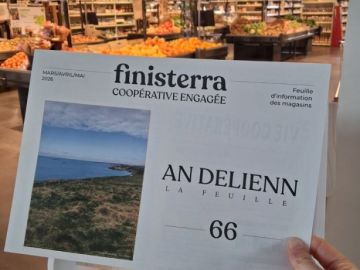 MARS/AVRIL/MAI
2026
finisterra
COOPÉRATIVE ENGAGÉE
Feuille
d'information
des magasins
AN DELIENN
LA FEUILLE
66